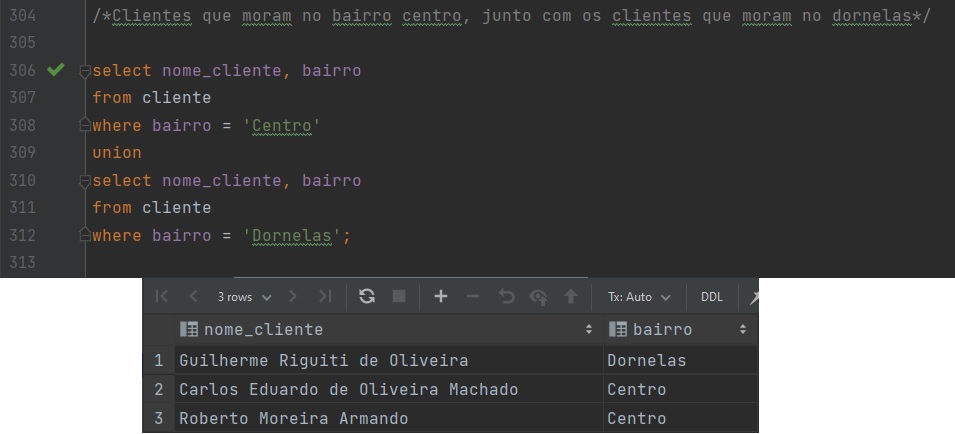 304 /*Clientes que moram no bairro centro, junto com os clientes que moram no dornelas*/
305
306 select nome_cliente, bairro
307 from cliente
308 where bairro = 'Centro'
309 union
310 select nome_cliente, bairro
311 from cliente
312 where bairro = 'Dornelas';
313
3 rows Tx: Auto DDL
nome_cliente bairro
1 Guilherme Riguiti de Oliveira Dornelas
2 Carlos Eduardo de Oliveira Machado Centro
3 Roberto Moreira Armando Centro